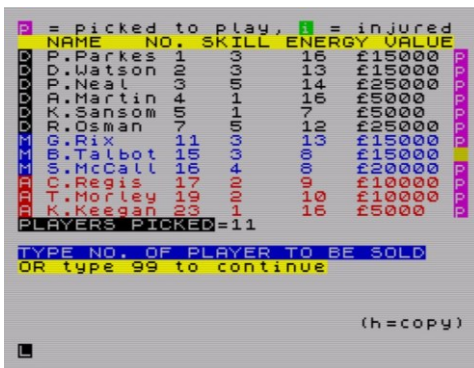 p = picked to play, i = injured
NAME NO. SKILL ENERGY VALUE
D P.Parkes 1 3 16 £15000 p
D D.Watson 2 3 13 £15000 p
D P.Neal 3 5 14 £25000 p
D A.Martin 4 1 16 £5000 p
D K.Sansom 5 1 7 £5000 p
D R.Osman 7 5 12 £25000 p
M G.Rix 11 3 13 £15000 p
M B.Talbot 15 3 8 £15000
M S.McCall 16 4 8 £20000 p
A C.Regis 17 2 9 £10000 p
A T.Morley 19 2 10 £10000 p
A K.Keegan 23 1 16 £5000 p
PLAYERS PICKED=11
TYPE NO. OF PLAYER TO BE SOLD
OR type 99 to continue
(h=copy)
L